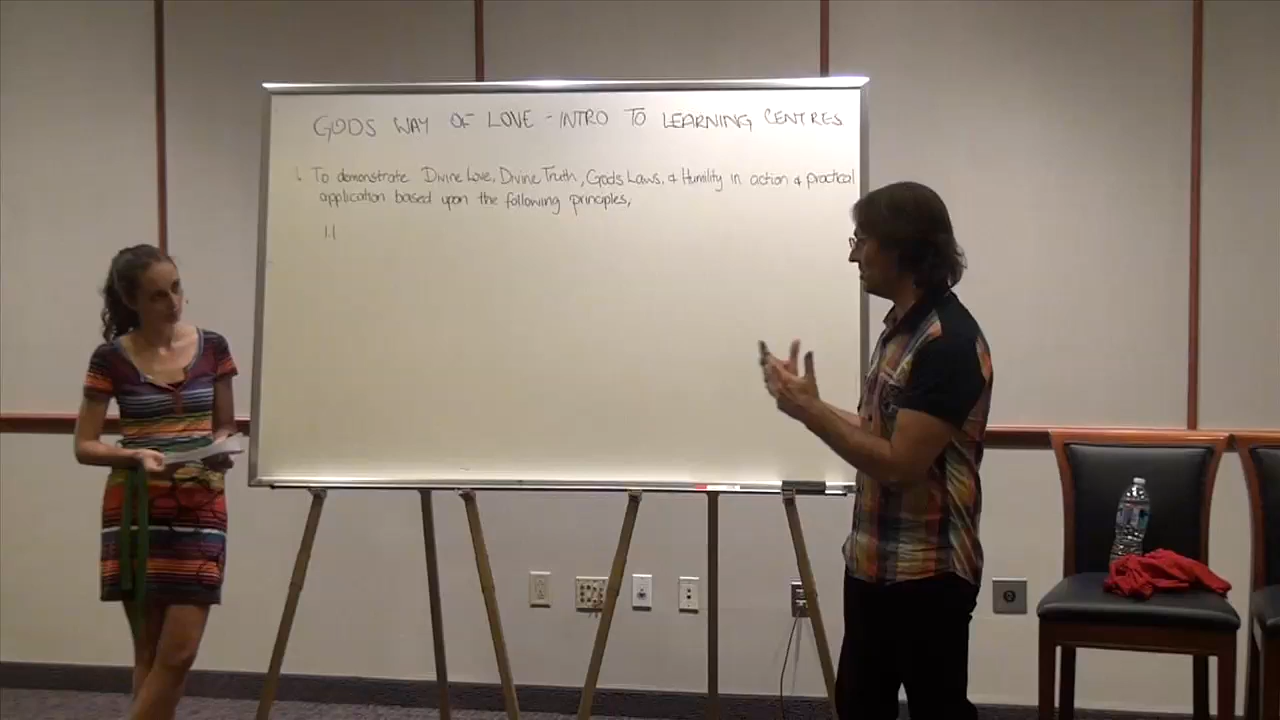 GODS WAY OF LOVE - INTRO TO LEARNING CENTRES
1. To demonstrate Divine Love, Divine Truth, Gods Laws, & Humility in action & practical
application based upon the following principles,
1.1